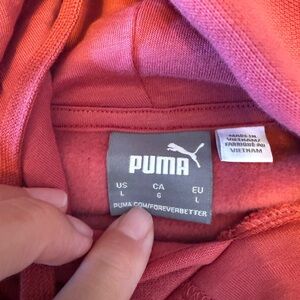 PUMA
US CA EU
L G L
PUMA.COM/FOREVERBETTER
MADE IN
VIETNAM/
FABRIQUÉ AU
VIETNAM